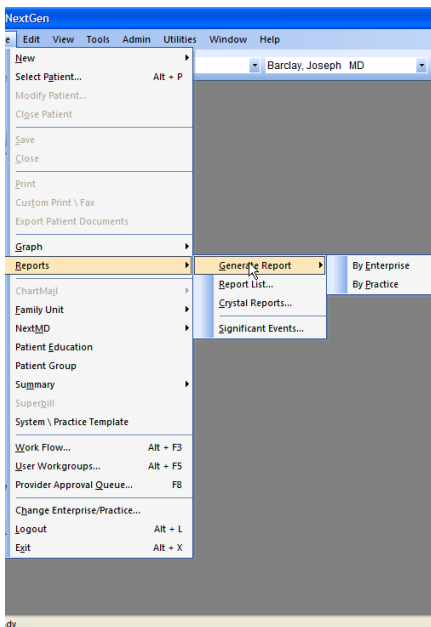 NextGen
e Edit View Tools Admin Utilities Window Help
Barclay, Joseph MD
New
Select Patient... Alt + P
Modify Patient...
Close Patient
Save
Close
Print
Custom Print \ Fax
Export Patient Documents
Graph
Reports
Generate Report
By Enterprise
Report List...
By Practice
Crystal Reports...
Significant Events...
ChartMail
Family Unit
NextMD
Patient Education
Patient Group
Summary
Superbill
System \ Practice Template
Work Flow... Alt + F3
User Workgroups... Alt + F5
Provider Approval Queue... F8
Change Enterprise/Practice...
Logout Alt + L
Exit Alt + X
dy